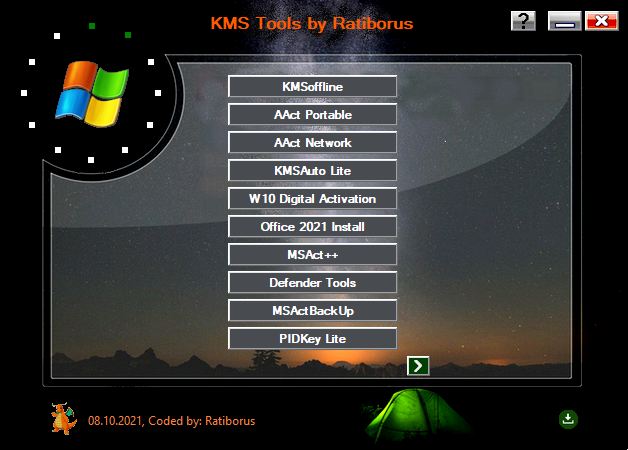 KMS Tools by Ratiborus
?
KMSoffline
AAct Portable
AAct Network
KMSAuto Lite
W10 Digital Activation
Office 2021 Install
MSAct++
Defender Tools
MSActBackUp
PIDKey Lite
08.10.2021, Coded by: Ratiborus